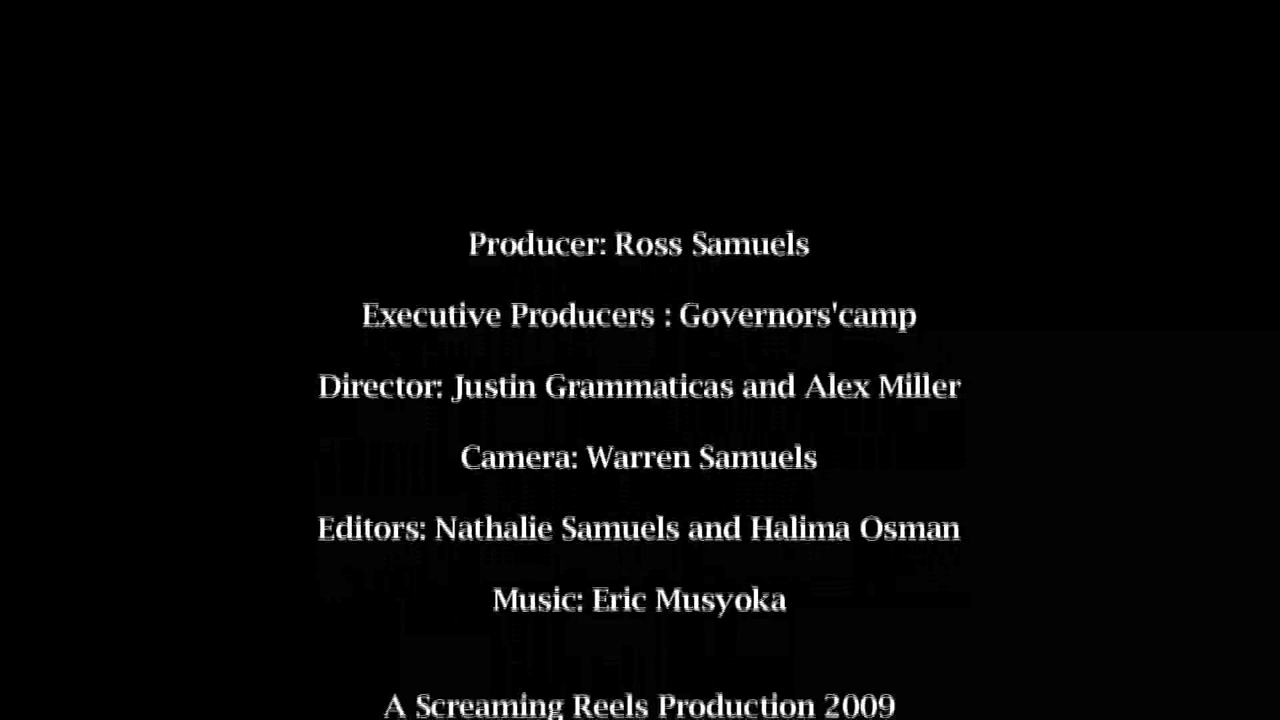 Producer: Ross Samuels
Executive Producers : Governors'camp
Director: Justin Grammaticas and Alex Miller
Camera: Warren Samuels
Editors: Nathalie Samuels and Halima Osman
Music: Eric Musyoka
A Screaming Reels Production 2009